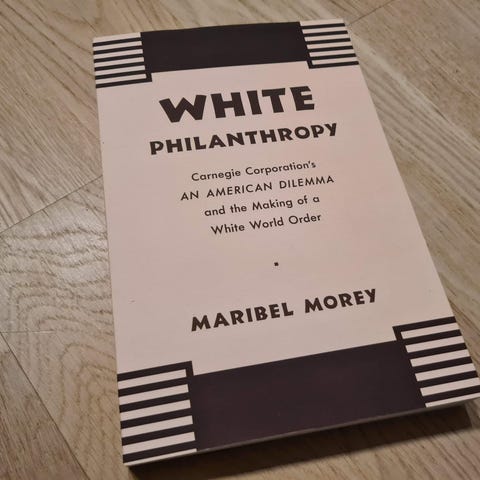 WHITE
PHILANTHROPY
Carnegie Corporation's
AN AMERICAN DILEMMA
and the Making of a
White World Order
MARIBEL MOREY